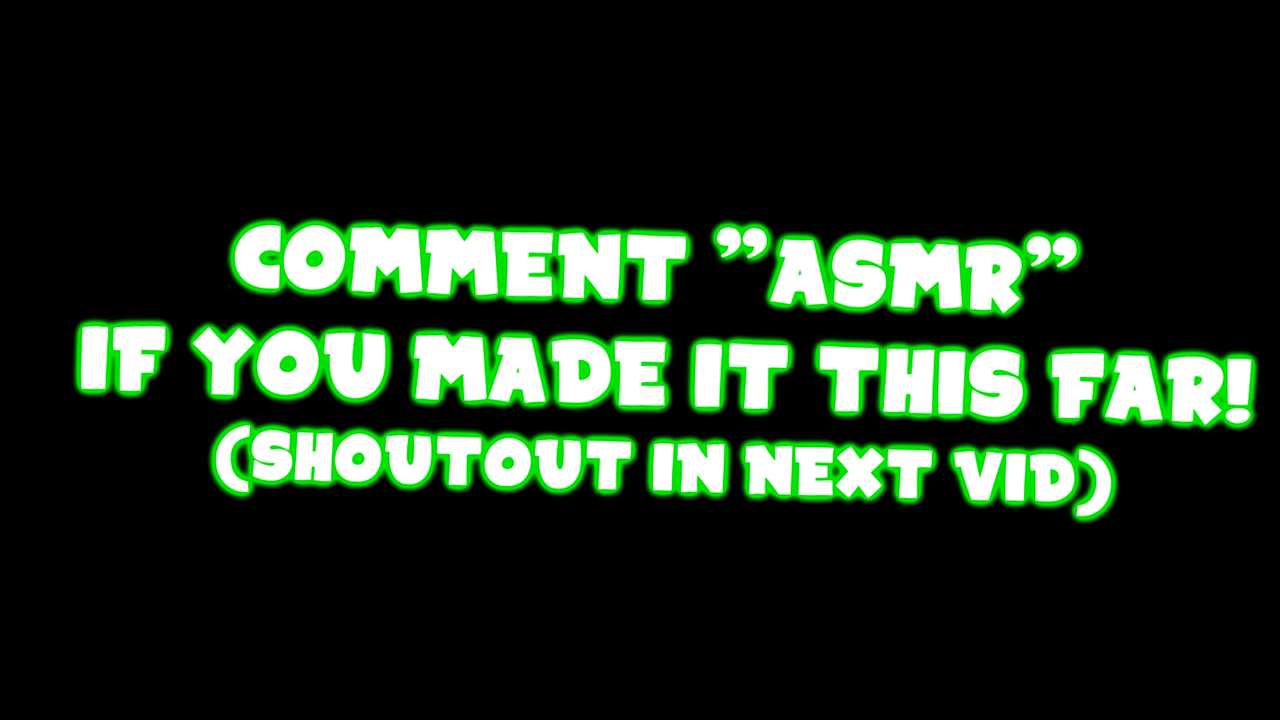 COMMENT ”ASMR”
IF YOU MADE IT THIS FAR!
(SHOUTOUT IN NEXT VID)